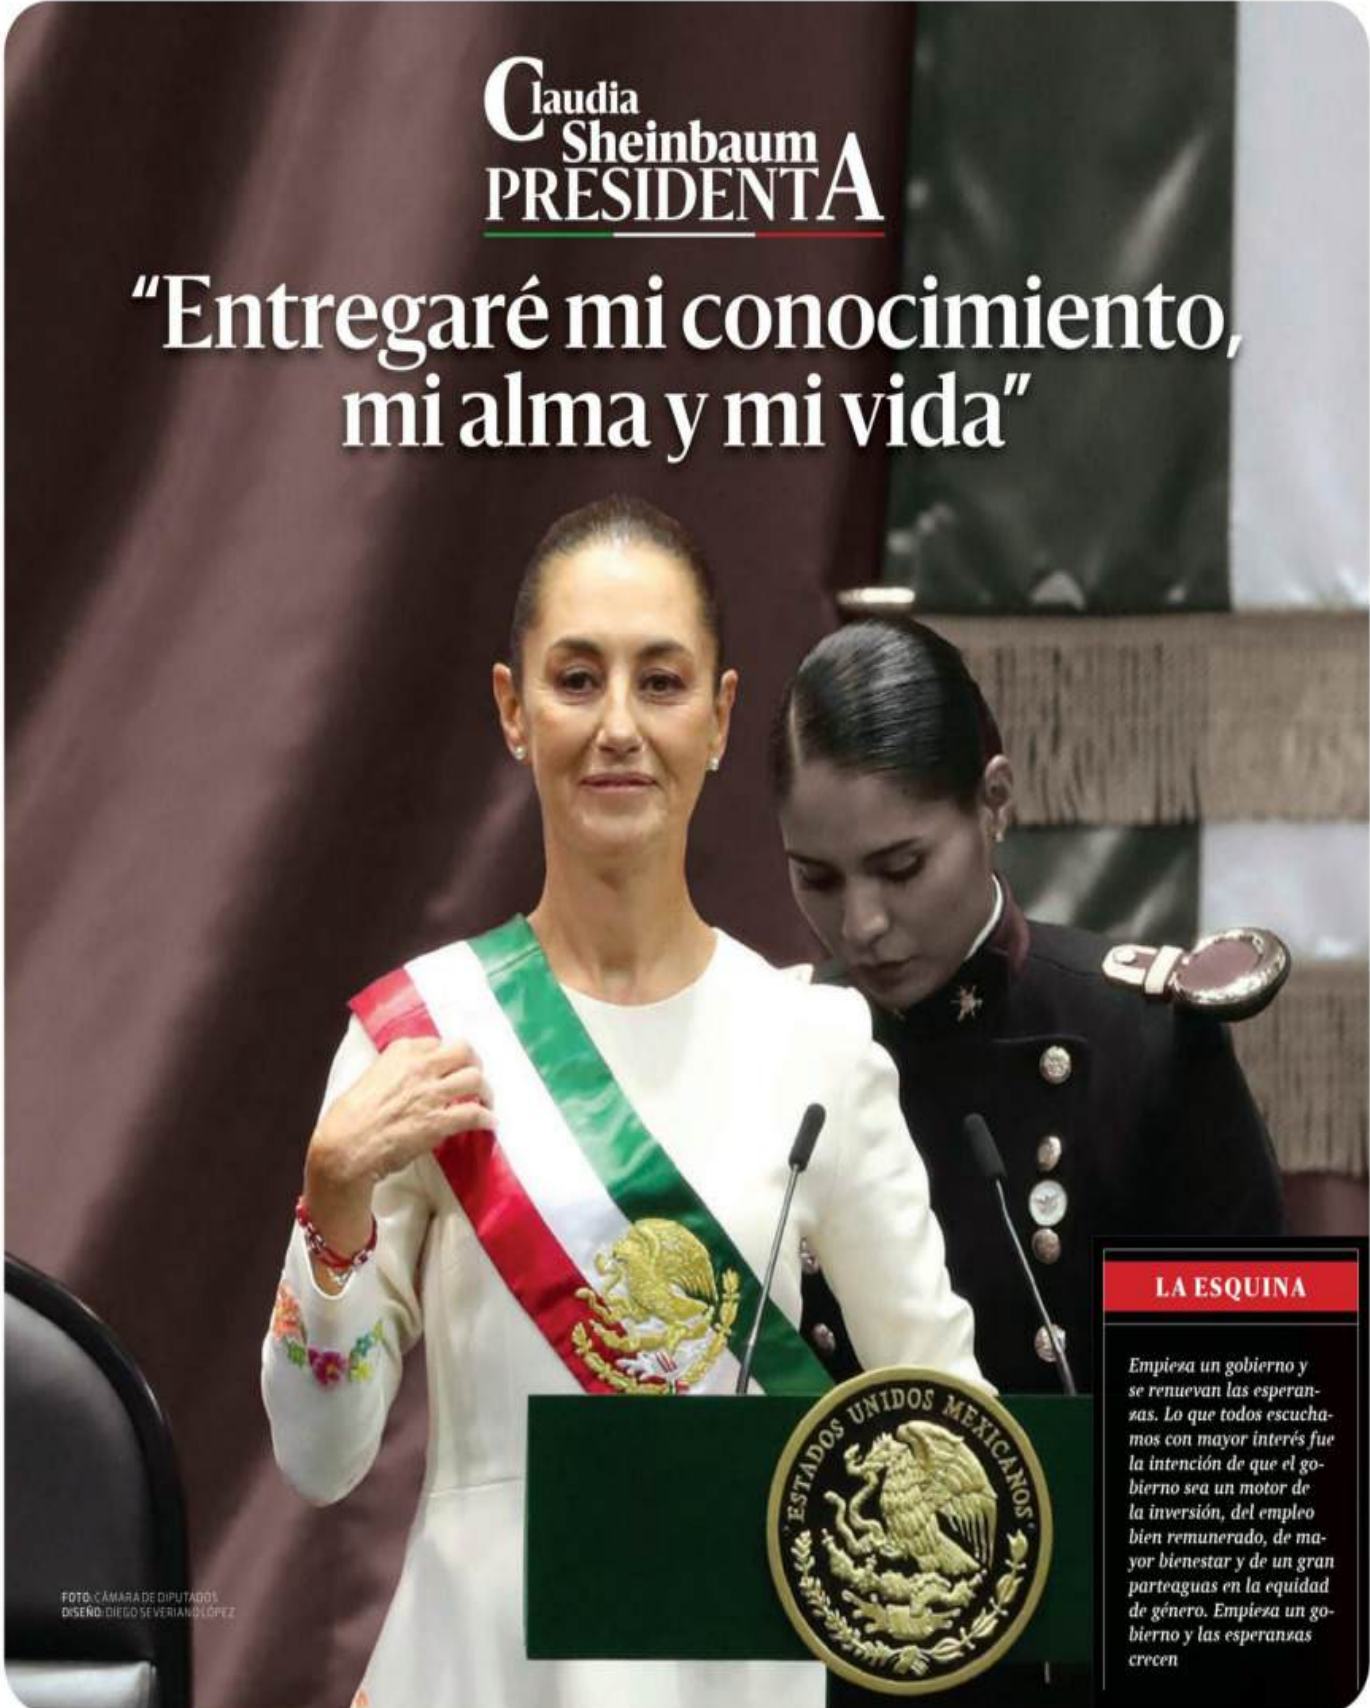 Claudia
Sheinbaum
PRESIDENTA
“Entregaré mi conocimiento,
mi alma y mi vida”
ESTADOS UNIDOS MEXICANOS
LA ESQUINA
Empieza un gobierno y
se renuevan las esperan-
zas. Lo que todos escucha-
mos con mayor interés fue
la intención de que el go-
bierno sea un motor de
la inversión, del empleo
bien remunerado, de ma-
yor bienestar y de un gran
parteaguas en la equidad
de género. Empieza un go-
bierno y las esperanzas
crecen
FOTO: CÁMARA DE DIPUTADOS
DISEÑO: DIEGO SEVERIANO LÓPEZ